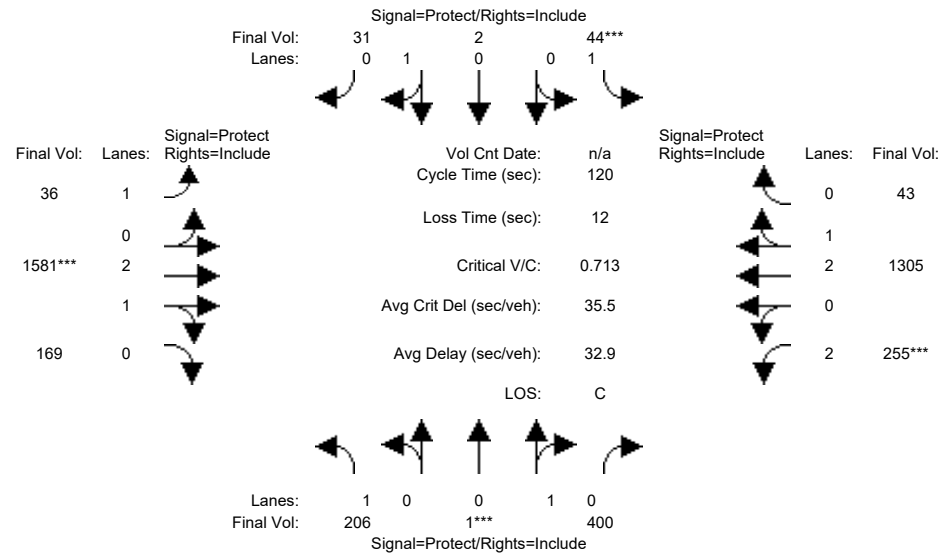 Signal=Protect/Rights=Include
Final Vol: 31 2 44***
Lanes: 0 1 0 0 1
Signal=Protect Signal=Protect
Final Vol: Lanes: Rights=Include Vol Cnt Date: n/a Rights=Include Lanes: Final Vol:
Cycle Time (sec): 120
36 1 0 43
Loss Time (sec): 12
0 1
1581*** 2 Critical V/C: 0.713 2 1305
1 Avg Crit Del (sec/veh): 35.5 0
169 0 Avg Delay (sec/veh): 32.9 2 255***
LOS: C
Lanes: 1 0 0 1 0
Final Vol: 206 1*** 400
Signal=Protect/Rights=Include